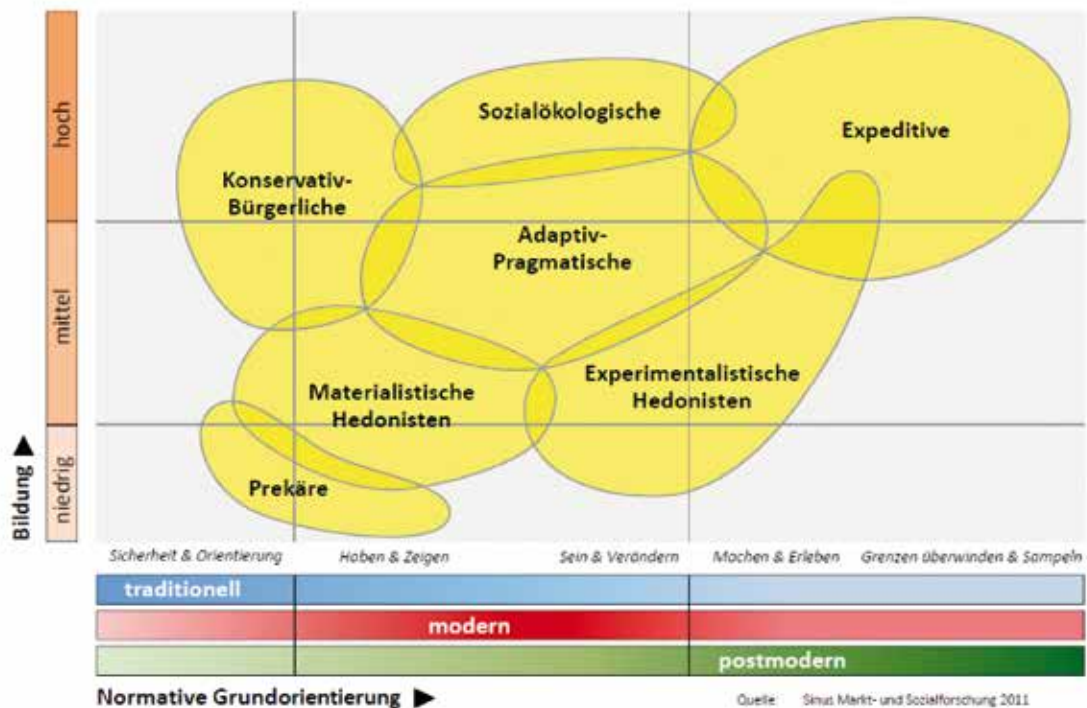 hoch
mittel
niedrig
Bildung ►
Sozialökologische
Expeditive
Konservativ-
Bürgerliche
Adaptiv-
Pragmatische
Materialistische
Hedonisten
Experimentalistische
Hedonisten
Prekäre
Sicherheit & Orientierung
Haben & Zeigen
Sein & Verändern
Machen & Erleben
Grenzen überwinden & Sampeln
traditionell
modern
postmodern
Normative Grundorientierung ►
Quelle Sinus Markt- und Sozialforschung 2011